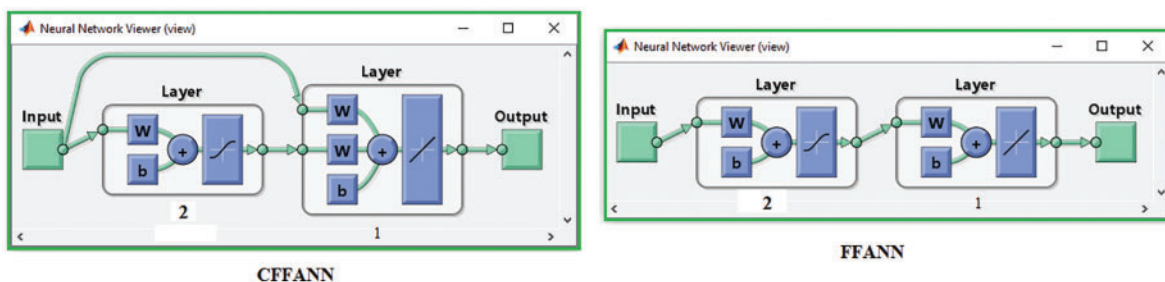 Neural Network Viewer (view)
Layer
Layer
Input
W
b
+
W
W
b
+
Output
2
1
CFFANN
Neural Network Viewer (view)
Layer
Layer
Input
W
b
+
W
b
+
Output
2
1
FFANN